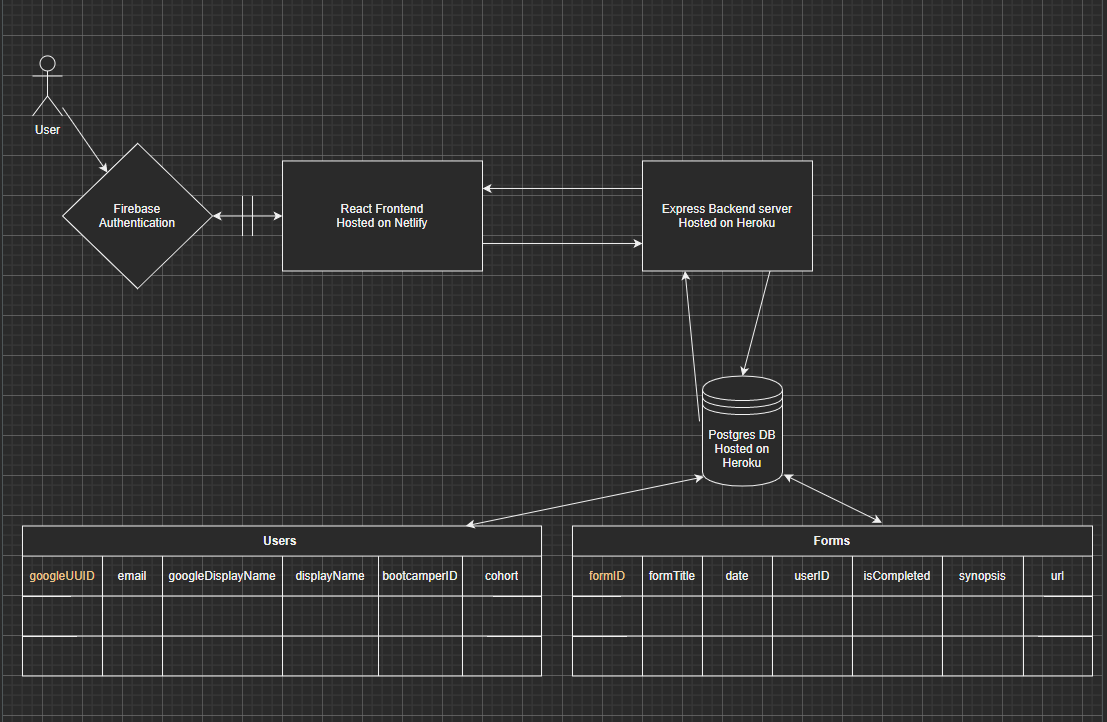 User
Firebase
Authentication
React Frontend
Hosted on Netlify
Express Backend server
Hosted on Heroku
Postgres DB
Hosted on
Heroku
Users
googleUUID email googleDisplayName displayName bootcamperID cohort
Forms
formID formTitle date userID isCompleted synopsis url